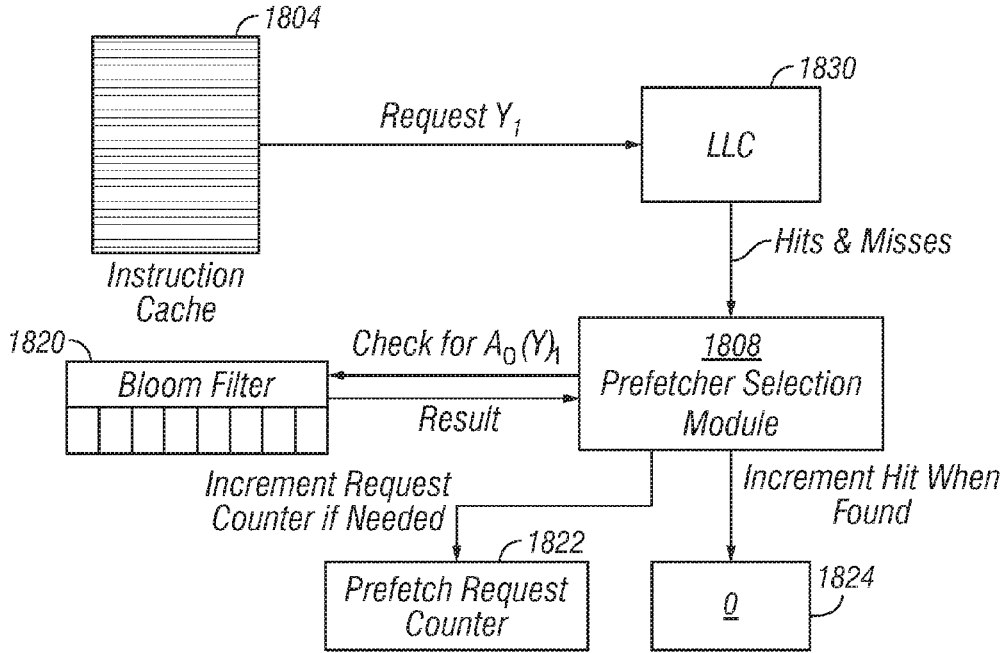 1804
1830
Request Y₁
LLC
Instruction
Cache
Hits & Misses
1820
Check for A₀(Y)₁
Bloom Filter
Result
1808
Prefetcher Selection
Module
Increment Request
Counter if Needed
Increment Hit When
Found
1822
Prefetch Request
Counter
0
1824